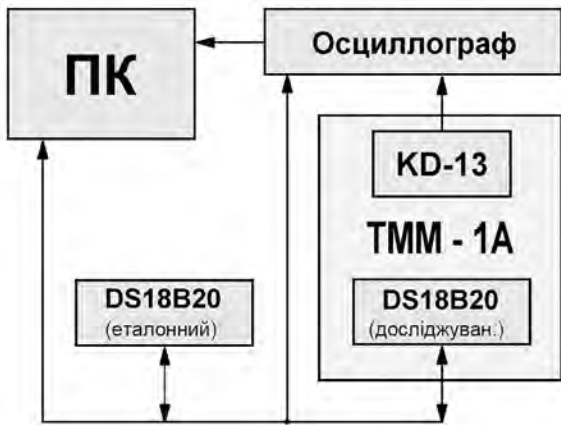 ПК
Осциллограф
KD-13
ТММ - 1А
DS18B20
(еталонний)
DS18B20
(досліджуван.)